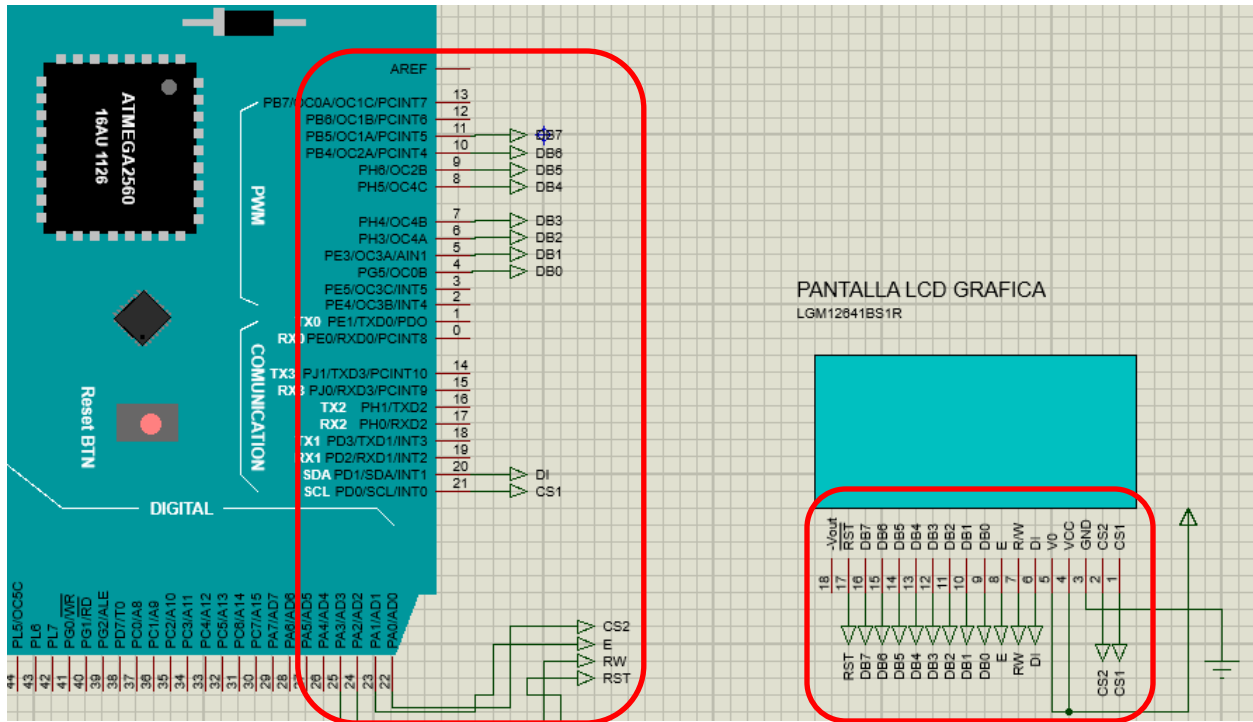 AREF
PB7/OC0A/OC1C/PCINT7 13
PB6/OC1B/PCINT6 12
PB5/OC1A/PCINT5 11 DB7
PB4/OC2A/PCINT4 10 DB6
PH6/OC2B 9 DB5
PH5/OC4C 8 DB4
PH4/OC4B 7 DB3
PH3/OC4A 6 DB2
PE3/OC3A/AIN1 5 DB1
PG5/OC0B 4 DB0
PE5/OC3C/INT5 3
PE4/OC3B/INT4 2
TX0 PE1/TXD0/PDO 1
RX0 PE0/RXD0/PCINT8 0
TX3 PJ1/TXD3/PCINT10 14
RX3 PJ0/RXD3/PCINT9 15
TX2 PH1/TXD2 16
RX2 PH0/RXD2 17
TX1 PD3/TXD1/INT3 18
RX1 PD2/RXD1/INT2 19
SDA PD1/SDA/INT1 20 DI
SCL PD0/SCL/INT0 21 CS1
ATMEGA2560
16AU 1126
PWM
COMUNICATION
Reset BTN
DIGITAL
PL5/OC5C 44
PL6 43
PL7 42
PG0/WR 41
PG1/RD 40
PG2/ALE 39
PD7/T0 38
PC0/A8 37
PC1/A9 36
PC2/A10 35
PC3/A11 34
PC4/A12 33
PC5/A13 32
PC6/A14 31
PC7/A15 30
PA7/AD7 29
PA6/AD6 28
PA5/AD5 27
PA4/AD4 26
PA3/AD3 25
PA2/AD2 24
PA1/AD1 23
PA0/AD0 22
CS2
E
RW
RST
PANTALLA LCD GRAFICA
LGM12641BS1R
-Vout 18
RST 17 RST
DB7 16 DB7
DB6 15 DB6
DB5 14 DB5
DB4 13 DB4
DB3 12 DB3
DB2 11 DB2
DB1 10 DB1
DB0 9 DB0
E 8 E
R/W 7 RW
DI 6 DI
V0 5
VCC 4
GND 3
CS2 2 CS2
CS1 1 CS1